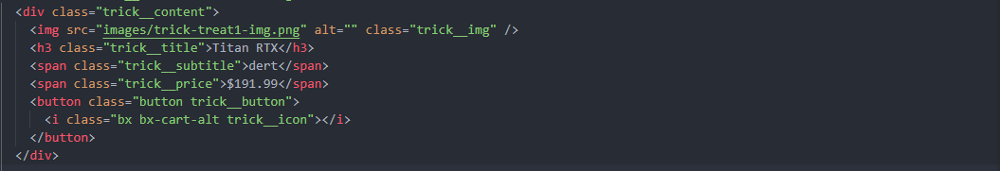 <div class="trick__content">
<img src="images/trick-treat1-img.png" alt="" class="trick__img" />
<h3 class="trick__title">Titan RTX</h3>
<span class="trick__subtitle">dert</span>
<span class="trick__price">$191.99</span>
<button class="button trick__button">
<i class="bx bx-cart-alt trick__icon"></i>
</button>
</div>